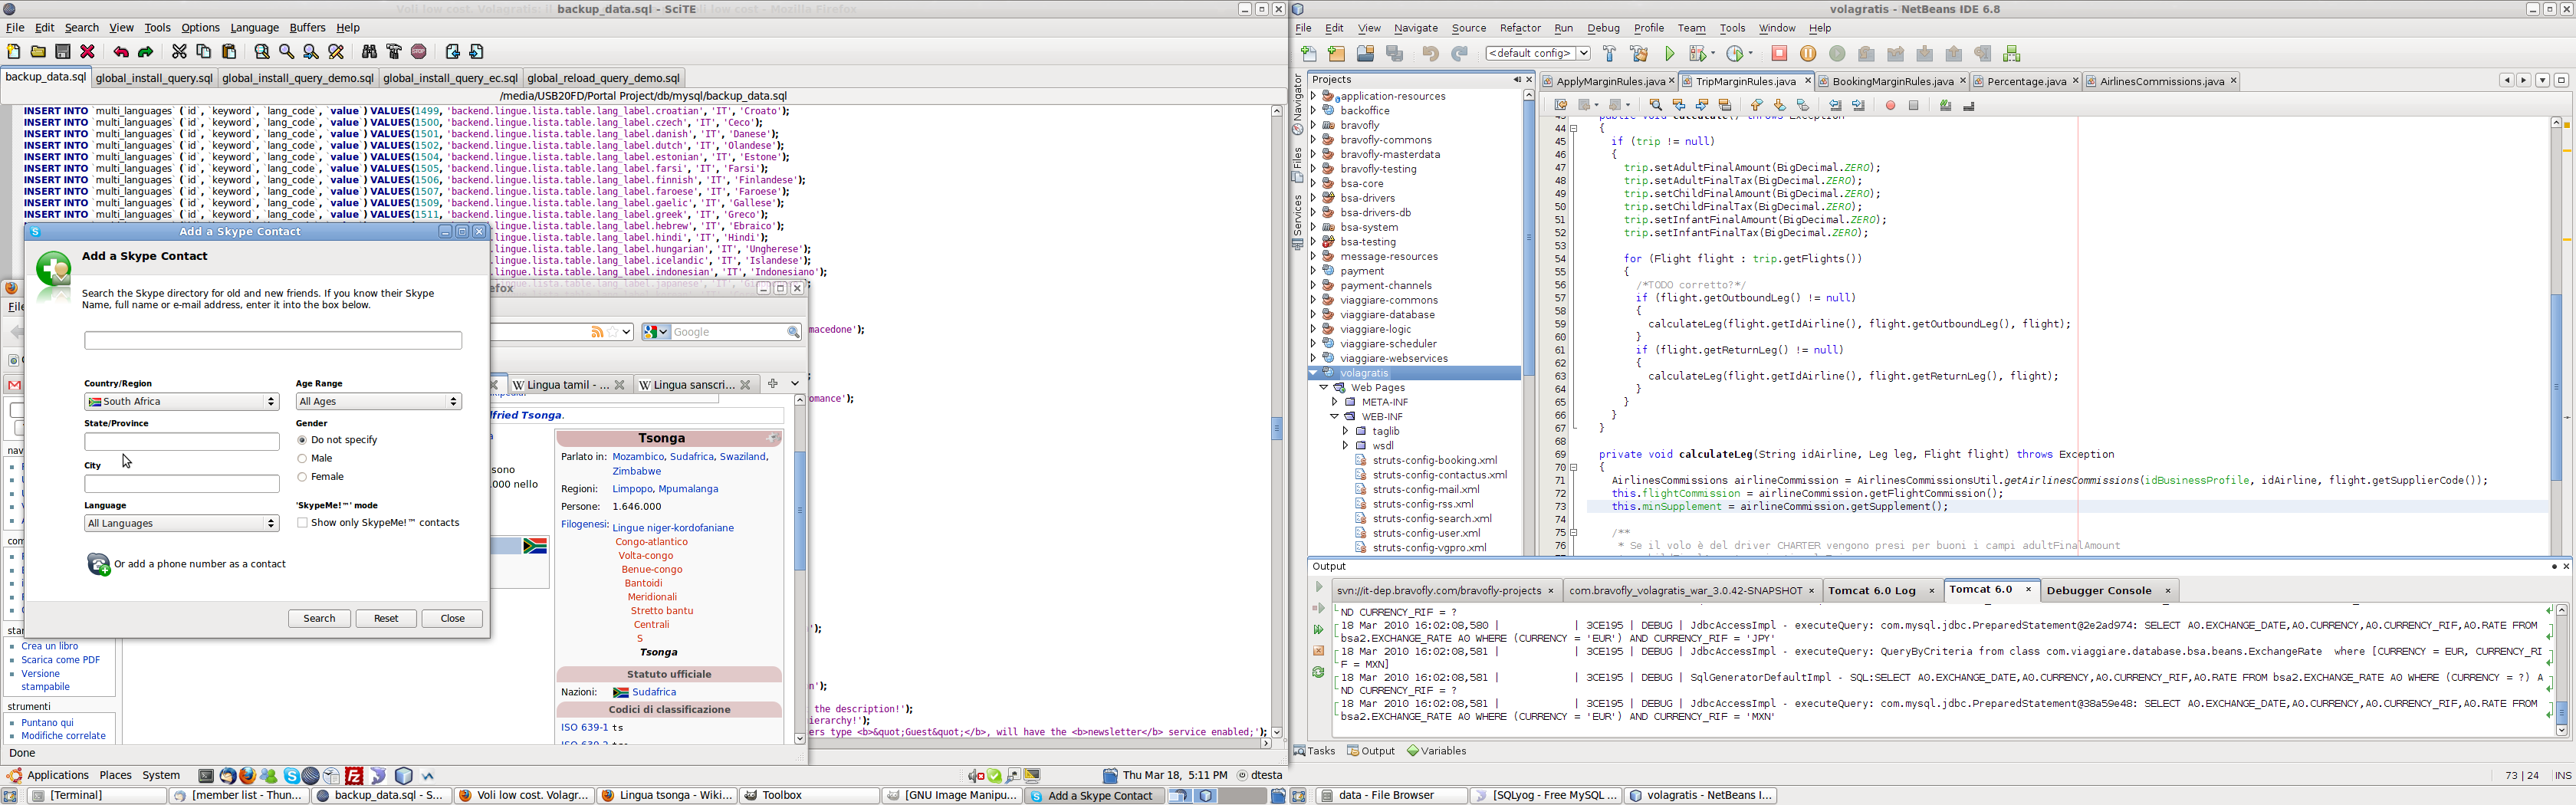 backup_data.sql - SciTE
File Edit Search View Tools Options Language Buffers Help
backup_data.sql global_install_query.sql global_install_query_demo.sql global_install_query_ec.sql global_reload_query_demo.sql
/media/USB20FD/Portal Project/db/mysql/backup_data.sql
INSERT INTO `multi_languages` (`id`, `keyword`, `lang_code`, `value`) VALUES(1499, 'backend.lingue.lista.table.lang_label.croatian', 'IT', 'Croato');
INSERT INTO `multi_languages` (`id`, `keyword`, `lang_code`, `value`) VALUES(1500, 'backend.lingue.lista.table.lang_label.czech', 'IT', 'Ceco');
INSERT INTO `multi_languages` (`id`, `keyword`, `lang_code`, `value`) VALUES(1501, 'backend.lingue.lista.table.lang_label.danish', 'IT', 'Danese');
INSERT INTO `multi_languages` (`id`, `keyword`, `lang_code`, `value`) VALUES(1502, 'backend.lingue.lista.table.lang_label.dutch', 'IT', 'Olandese');
INSERT INTO `multi_languages` (`id`, `keyword`, `lang_code`, `value`) VALUES(1504, 'backend.lingue.lista.table.lang_label.estonian', 'IT', 'Estone');
INSERT INTO `multi_languages` (`id`, `keyword`, `lang_code`, `value`) VALUES(1505, 'backend.lingue.lista.table.lang_label.farsi', 'IT', 'Farsi');
INSERT INTO `multi_languages` (`id`, `keyword`, `lang_code`, `value`) VALUES(1506, 'backend.lingue.lista.table.lang_label.finnish', 'IT', 'Finlandese');
INSERT INTO `multi_languages` (`id`, `keyword`, `lang_code`, `value`) VALUES(1507, 'backend.lingue.lista.table.lang_label.faroese', 'IT', 'Faroese');
INSERT INTO `multi_languages` (`id`, `keyword`, `lang_code`, `value`) VALUES(1509, 'backend.lingue.lista.table.lang_label.gaelic', 'IT', 'Gallese');
INSERT INTO `multi_languages` (`id`, `keyword`, `lang_code`, `value`) VALUES(1511, 'backend.lingue.lista.table.lang_label.greek', 'IT', 'Greco');
.lingue.lista.table.lang_label.hebrew', 'IT', 'Ebraico');
.lingue.lista.table.lang_label.hindi', 'IT', 'Hindi');
.lingue.lista.table.lang_label.hungarian', 'IT', 'Ungherese');
.lingue.lista.table.lang_label.icelandic', 'IT', 'Islandese');
.lingue.lista.table.lang_label.indonesian', 'IT', 'Indonesiano');
macedone');
omance');
');
n');
the description!');
ierarchy!');
ers type <b>&quot;Guest&quot;</b>, will have the <b>newsletter</b> service enabled;');
Add a Skype Contact
Add a Skype Contact
Search the Skype directory for old and new friends. If you know their Skype
Name, full name or e-mail address, enter it into the box below.
Country/Region
South Africa
State/Province
City
Language
All Languages
Age Range
All Ages
Gender
Do not specify
Male
Female
'SkypeMe!™' mode
Show only SkypeMe!™ contacts
Or add a phone number as a contact
Search Reset Close
efox
Google
Lingua tamil - ... Lingua sanscri...
lfried Tsonga.
sono
.000 nello
Tsonga
Parlato in: Mozambico, Sudafrica, Swaziland,
Zimbabwe
Regioni: Limpopo, Mpumalanga
Persone: 1.646.000
Filogenesi: Lingue niger-kordofaniane
Congo-atlantico
Volta-congo
Benue-congo
Bantoidi
Meridionali
Stretto bantu
Centrali
S
Tsonga
Statuto ufficiale
Nazioni: Sudafrica
Codici di classificazione
ISO 639-1 ts
Crea un libro
Scarica come PDF
Versione
stampabile
strumenti
Puntano qui
Modifiche correlate
Done
Applications Places System
Thu Mar 18, 5:11 PM dtesta
[Terminal] [member list - Thun... backup_data.sql - S... Voli low cost. Volagr... Lingua tsonga - Wiki... Toolbox [GNU Image Manipu... Add a Skype Contact
volagratis - NetBeans IDE 6.8
File Edit View Navigate Source Refactor Run Debug Profile Team Tools Window Help
<default config>
Navigator
Files
Services
Projects
application-resources
backoffice
bravofly
bravofly-commons
bravofly-masterdata
bravofly-testing
bsa-core
bsa-drivers
bsa-drivers-db
bsa-system
bsa-testing
message-resources
payment
payment-channels
viaggiare-commons
viaggiare-database
viaggiare-logic
viaggiare-scheduler
viaggiare-webservices
volagratis
Web Pages
META-INF
WEB-INF
taglib
wsdl
struts-config-booking.xml
struts-config-contactus.xml
struts-config-mail.xml
struts-config-rss.xml
struts-config-search.xml
struts-config-user.xml
struts-config-vgpro.xml
ApplyMarginRules.java TripMarginRules.java BookingMarginRules.java Percentage.java AirlinesCommissions.java
43 public void calculate() throws Exception
44 {
45 if (trip != null)
46 {
47 trip.setAdultFinalAmount(BigDecimal.ZERO);
48 trip.setAdultFinalTax(BigDecimal.ZERO);
49 trip.setChildFinalAmount(BigDecimal.ZERO);
50 trip.setChildFinalTax(BigDecimal.ZERO);
51 trip.setInfantFinalAmount(BigDecimal.ZERO);
52 trip.setInfantFinalTax(BigDecimal.ZERO);
53
54 for (Flight flight : trip.getFlights())
55 {
56 /*TODO corretto?*/
57 if (flight.getOutboundLeg() != null)
58 {
59 calculateLeg(flight.getIdAirline(), flight.getOutboundLeg(), flight);
60 }
61 if (flight.getReturnLeg() != null)
62 {
63 calculateLeg(flight.getIdAirline(), flight.getReturnLeg(), flight);
64 }
65 }
66 }
67 }
68
69 private void calculateLeg(String idAirline, Leg leg, Flight flight) throws Exception
70 {
71 AirlinesCommissions airlineCommission = AirlinesCommissionsUtil.getAirlinesCommissions(idBusinessProfile, idAirline, flight.getSupplierCode());
72 this.flightCommission = airlineCommission.getFlightCommission();
73 this.minSupplement = airlineCommission.getSupplement();
74
75 /**
76 * Se il volo è del driver CHARTER vengono presi per buoni i campi adultFinalAmount
Output
svn://it-dep.bravofly.com/bravofly-projects com.bravofly_volagratis_war_3.0.42-SNAPSHOT Tomcat 6.0 Log Tomcat 6.0 Debugger Console
ND CURRENCY_RIF = ?
18 Mar 2010 16:02:08,580 | | 3CE195 | DEBUG | JdbcAccessImpl - executeQuery: com.mysql.jdbc.PreparedStatement@2e2ad974: SELECT A0.EXCHANGE_DATE,A0.CURRENCY,A0.CURRENCY_RIF,A0.RATE FROM
bsa2.EXCHANGE_RATE A0 WHERE (CURRENCY = 'EUR') AND CURRENCY_RIF = 'JPY'
18 Mar 2010 16:02:08,581 | | 3CE195 | DEBUG | JdbcAccessImpl - executeQuery: QueryByCriteria from class com.viaggiare.database.bsa.beans.ExchangeRate where [CURRENCY = EUR, CURRENCY_RI
F = MXN]
18 Mar 2010 16:02:08,581 | | 3CE195 | DEBUG | SqlGeneratorDefaultImpl - SQL:SELECT A0.EXCHANGE_DATE,A0.CURRENCY,A0.CURRENCY_RIF,A0.RATE FROM bsa2.EXCHANGE_RATE A0 WHERE (CURRENCY = ?) A
ND CURRENCY_RIF = ?
18 Mar 2010 16:02:08,581 | | 3CE195 | DEBUG | JdbcAccessImpl - executeQuery: com.mysql.jdbc.PreparedStatement@38a59e48: SELECT A0.EXCHANGE_DATE,A0.CURRENCY,A0.CURRENCY_RIF,A0.RATE FROM
bsa2.EXCHANGE_RATE A0 WHERE (CURRENCY = 'EUR') AND CURRENCY_RIF = 'MXN'
Tasks Output Variables
73 | 24 INS
data - File Browser [SQLyog - Free MySQL ... volagratis - NetBeans I...